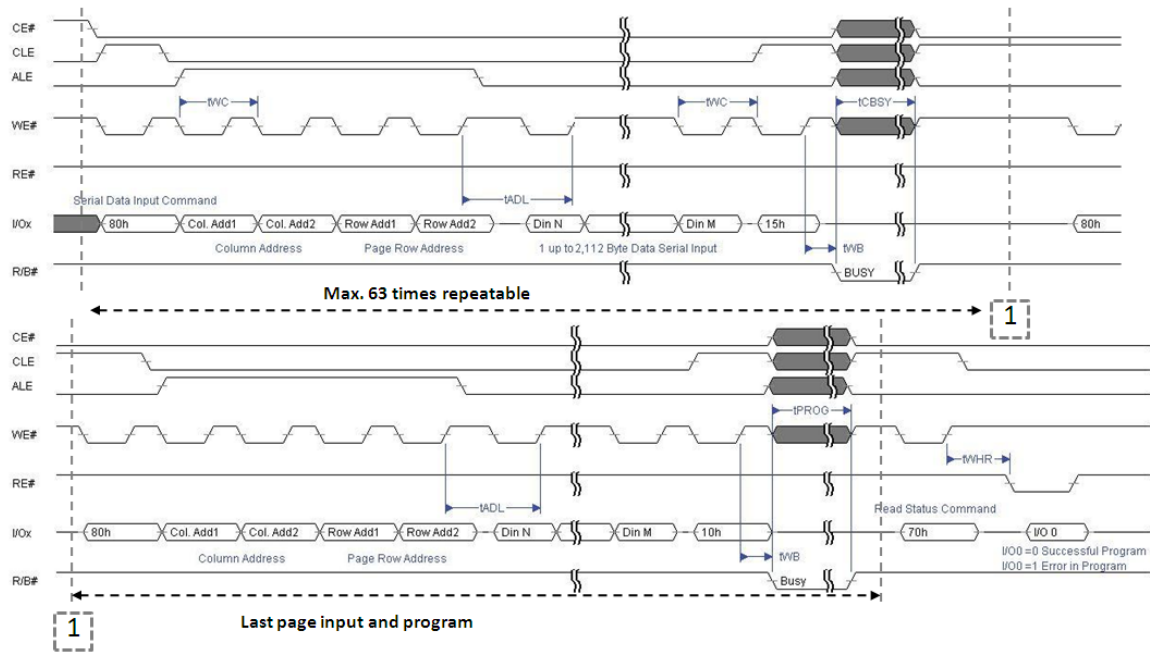 CE#
CLE
ALE
tWC tWC tCBSY
WE#
RE#
Serial Data Input Command tADL
I/Ox 80h Col. Add1 Col. Add2 Row Add1 Row Add2 Din N Din M 15h 80h
Column Address Page Row Address 1 up to 2,112 Byte Data Serial Input tWB
R/B# BUSY
Max. 63 times repeatable 1
CE#
CLE
ALE
tPROG
WE#
tWHR
RE#
tADL Read Status Command
I/Ox 80h Col. Add1 Col. Add2 Row Add1 Row Add2 Din N Din M 10h 70h I/O 0
Column Address Page Row Address tWB I/O0 =0 Successful Program
I/O0 =1 Error in Program
R/B# Busy
1 Last page input and program